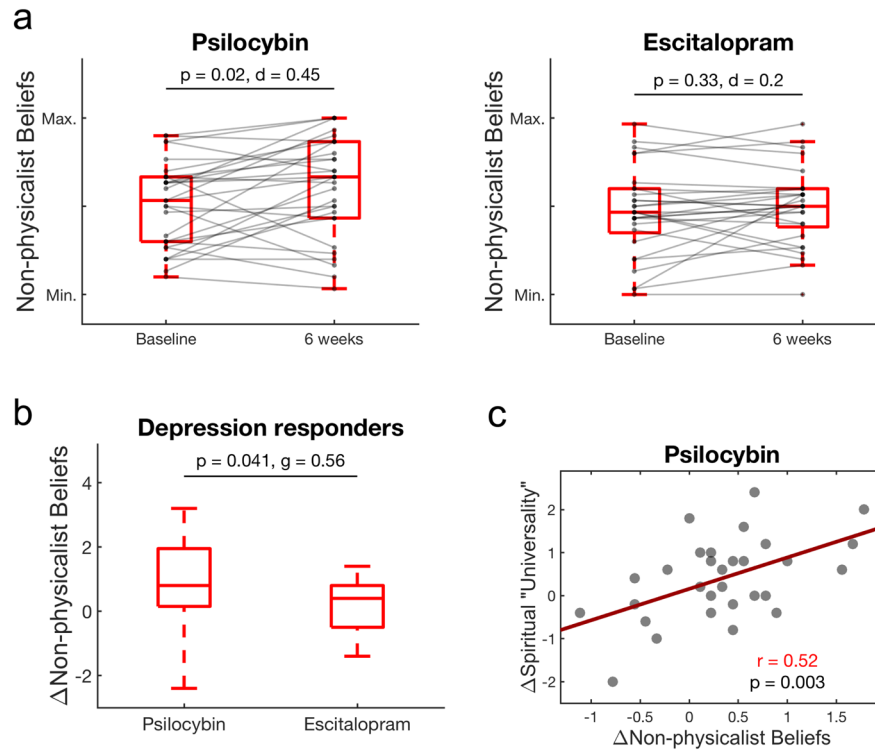 a
Psilocybin
p = 0.02, d = 0.45
Non-physicalist Beliefs
Max.
Min.
Baseline
6 weeks
Escitalopram
p = 0.33, d = 0.2
Non-physicalist Beliefs
Max.
Min.
Baseline
6 weeks
b
Depression responders
p = 0.041, g = 0.56
ΔNon-physicalist Beliefs
4
2
0
-2
Psilocybin
Escitalopram
c
Psilocybin
ΔSpiritual "Universality"
2
1
0
-1
-2
r = 0.52
p = 0.003
-1
-0.5
0
0.5
1
1.5
ΔNon-physicalist Beliefs